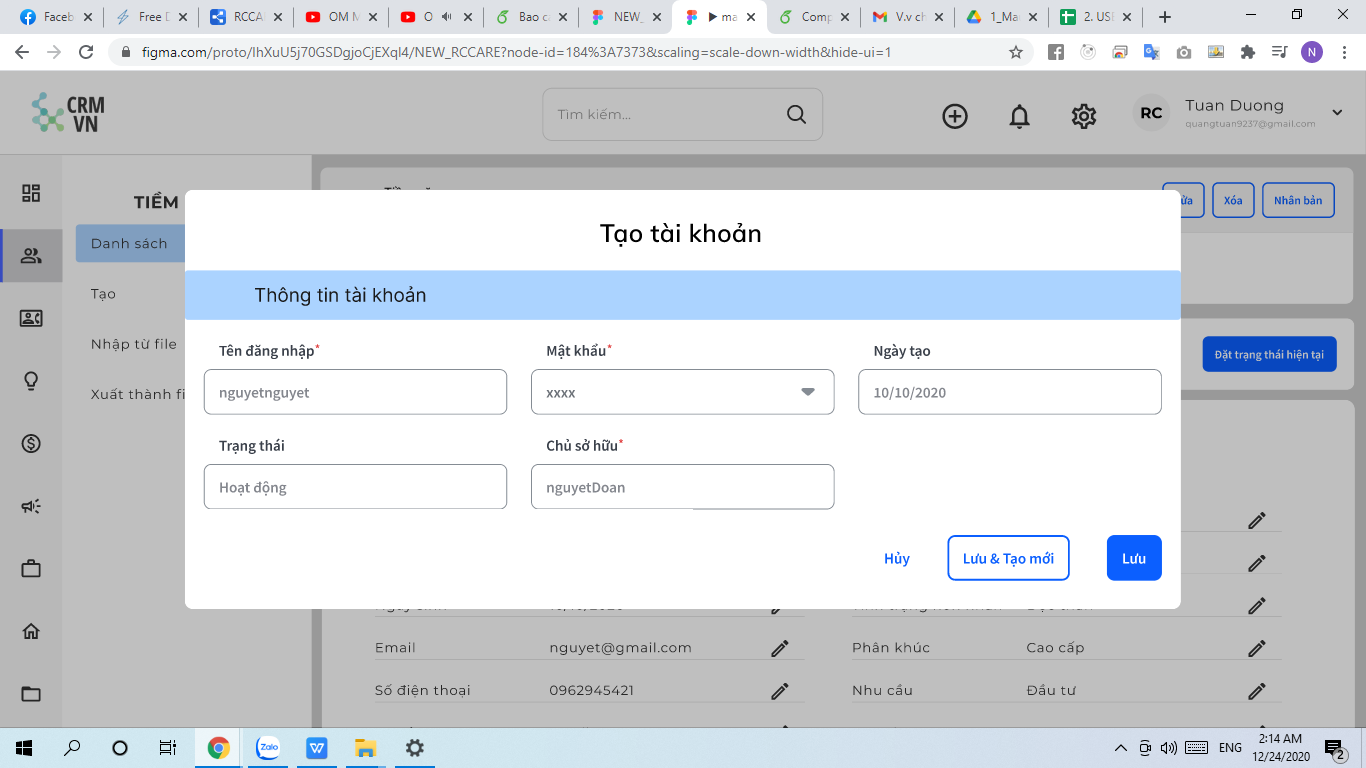 Faceb
Free D
RCCA
OM M
O
Bao c
NEW_
ma
Comp
V.v ch
1_Ma
2. USE
figma.com/proto/lhXuU5j70GSDgjoCjEXqI4/NEW_RCCARE?node-id=184%3A7373&scaling=scale-down-width&hide-ui=1
N
CRM
VN
Tìm kiếm...
RC
Tuan Duong
quangtuan9237@gmail.com
TIỀM
Danh sách
Tạo
Nhập từ file
Xuất thành fi
Xóa
Nhân bản
Đặt trạng thái hiện tại
Tạo tài khoản
Thông tin tài khoản
Tên đăng nhập*
Mật khẩu*
Ngày tạo
nguyetnguyet
xxxx
10/10/2020
Trạng thái
Chủ sở hữu*
Hoạt động
nguyetDoan
Hủy
Lưu & Tạo mới
Lưu
Email
nguyet@gmail.com
Phân khúc
Cao cấp
Số điện thoại
0962945421
Nhu cầu
Đầu tư
Zalo
ENG
2:14 AM
12/24/2020
2